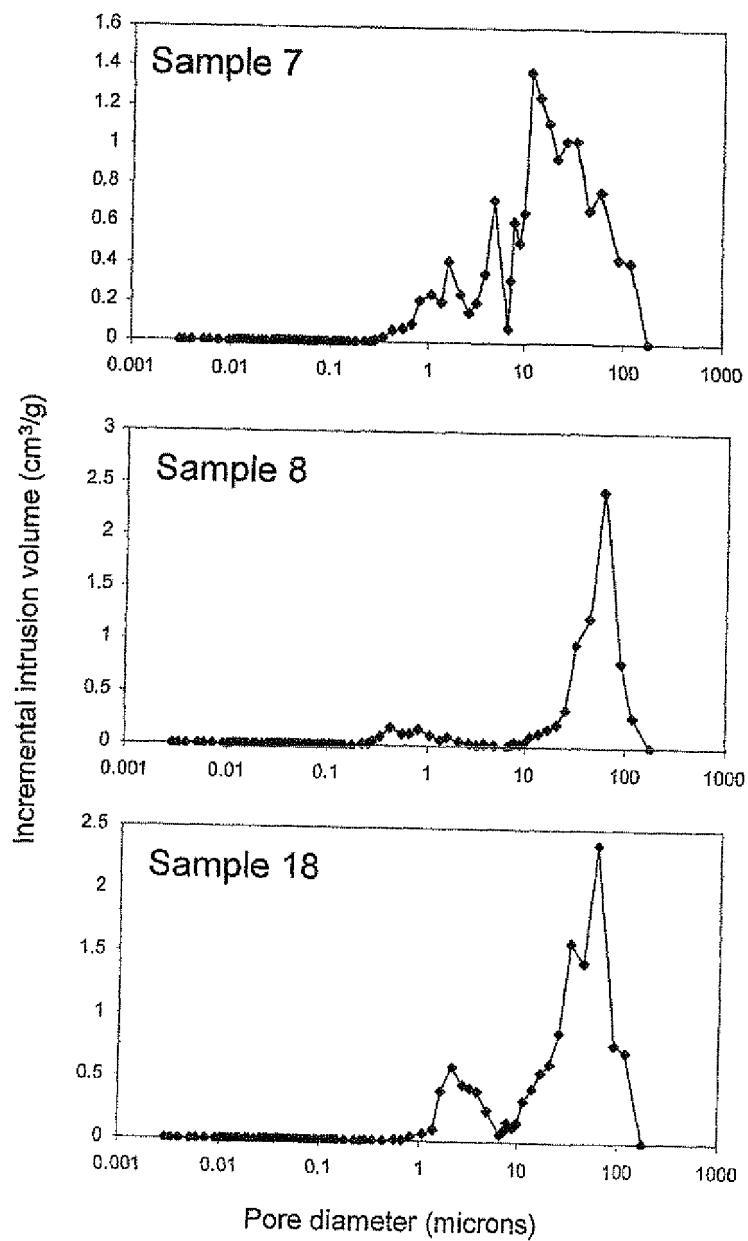 Incremental intrusion volume (cm³/g)
Sample 7
1.6
1.4
1.2
1
0.8
0.6
0.4
0.2
0
0.001 0.01 0.1 1 10 100 1000
Sample 8
3
2.5
2
1.5
1
0.5
0
0.001 0.01 0.1 1 10 100 1000
Sample 18
2.5
2
1.5
1
0.5
0
0.001 0.01 0.1 1 10 100 1000
Pore diameter (microns)